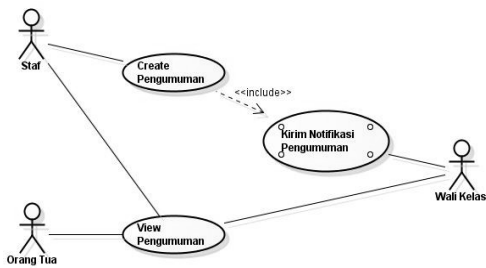 Staf
Create
Pengumuman
<<include>>
Kirim Notifikasi
Pengumuman
Wali Kelas
View
Pengumuman
Orang Tua